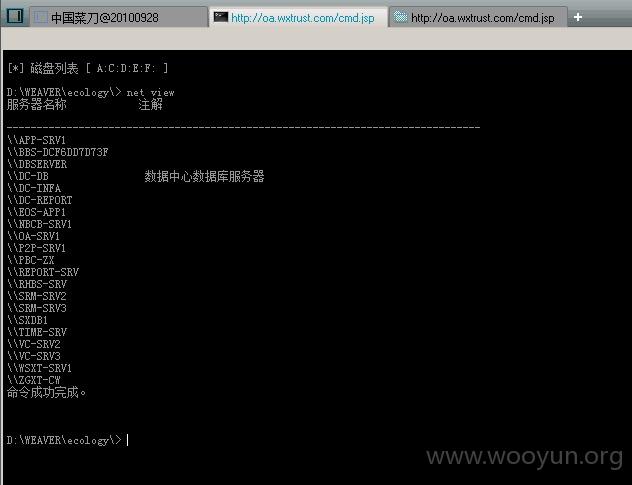 中国菜刀@20100928
http://oa.wxtrust.com/cmd.jsp
http://oa.wxtrust.com/cmd.jsp
[*] 磁盘列表 [ A:C:D:E:F: ]
D:\WEAVER\ecology\> net view
服务器名称 注解
-------------------------------------------------------------------------------
\\APP-SRV1
\\BBS-DCF6DD7D73F
\\DBSERVER
\\DC-DB 数据中心数据库服务器
\\DC-INFA
\\DC-REPORT
\\EOS-APP1
\\NBCB-SRV1
\\OA-SRV1
\\P2P-SRV1
\\PBC-ZX
\\REPORT-SRV
\\RHBS-SRV
\\SRM-SRV2
\\SRM-SRV3
\\SXDB1
\\TIME-SRV
\\VC-SRV2
\\VC-SRV3
\\WSXT-SRV1
\\ZGXT-CW
命令成功完成。
D:\WEAVER\ecology\>
www.wooyun.org